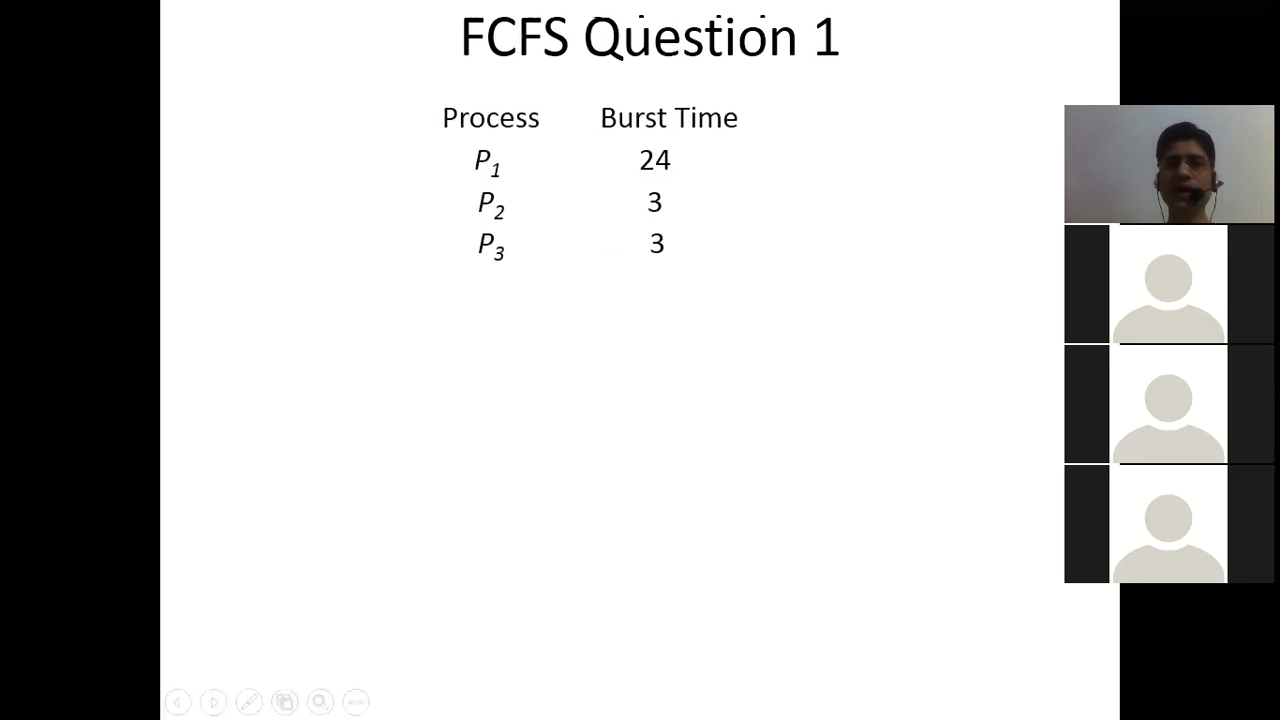 FCFS Question 1
Process Burst Time
P1 24
P2 3
P3 3